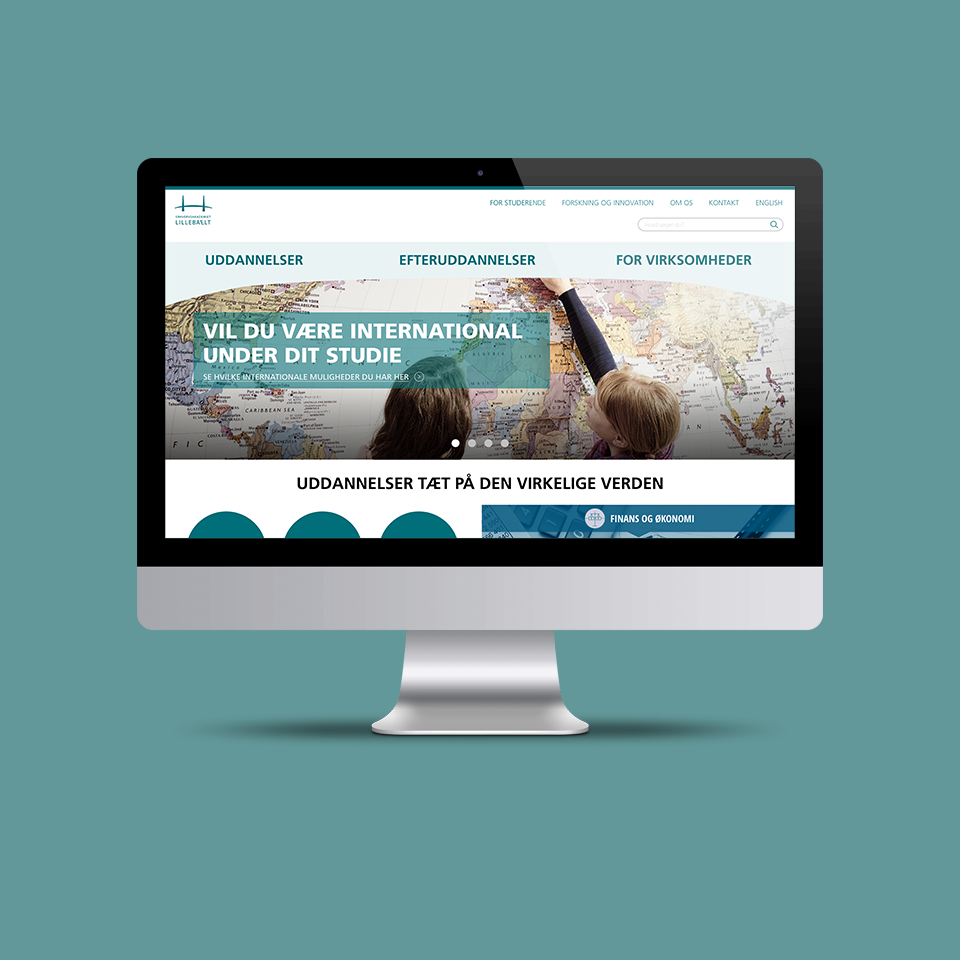 ERHVERVSAKADEMIET
LILLEBÆLT
FOR STUDERENDE FORSKNING OG INNOVATION OM OS KONTAKT ENGLISH
UDDANNELSER EFTERUDDANNELSER FOR VIRKSOMHEDER
VIL DU VÆRE INTERNATIONAL
UNDER DIT STUDIE
SE HVILKE INTERNATIONALE MULIGHEDER DU HAR HER
CARIBBEAN SEA
FIC
UDDANNELSER TÆT PÅ DEN VIRKELIGE VERDEN
FINANS OG ØKONOMI